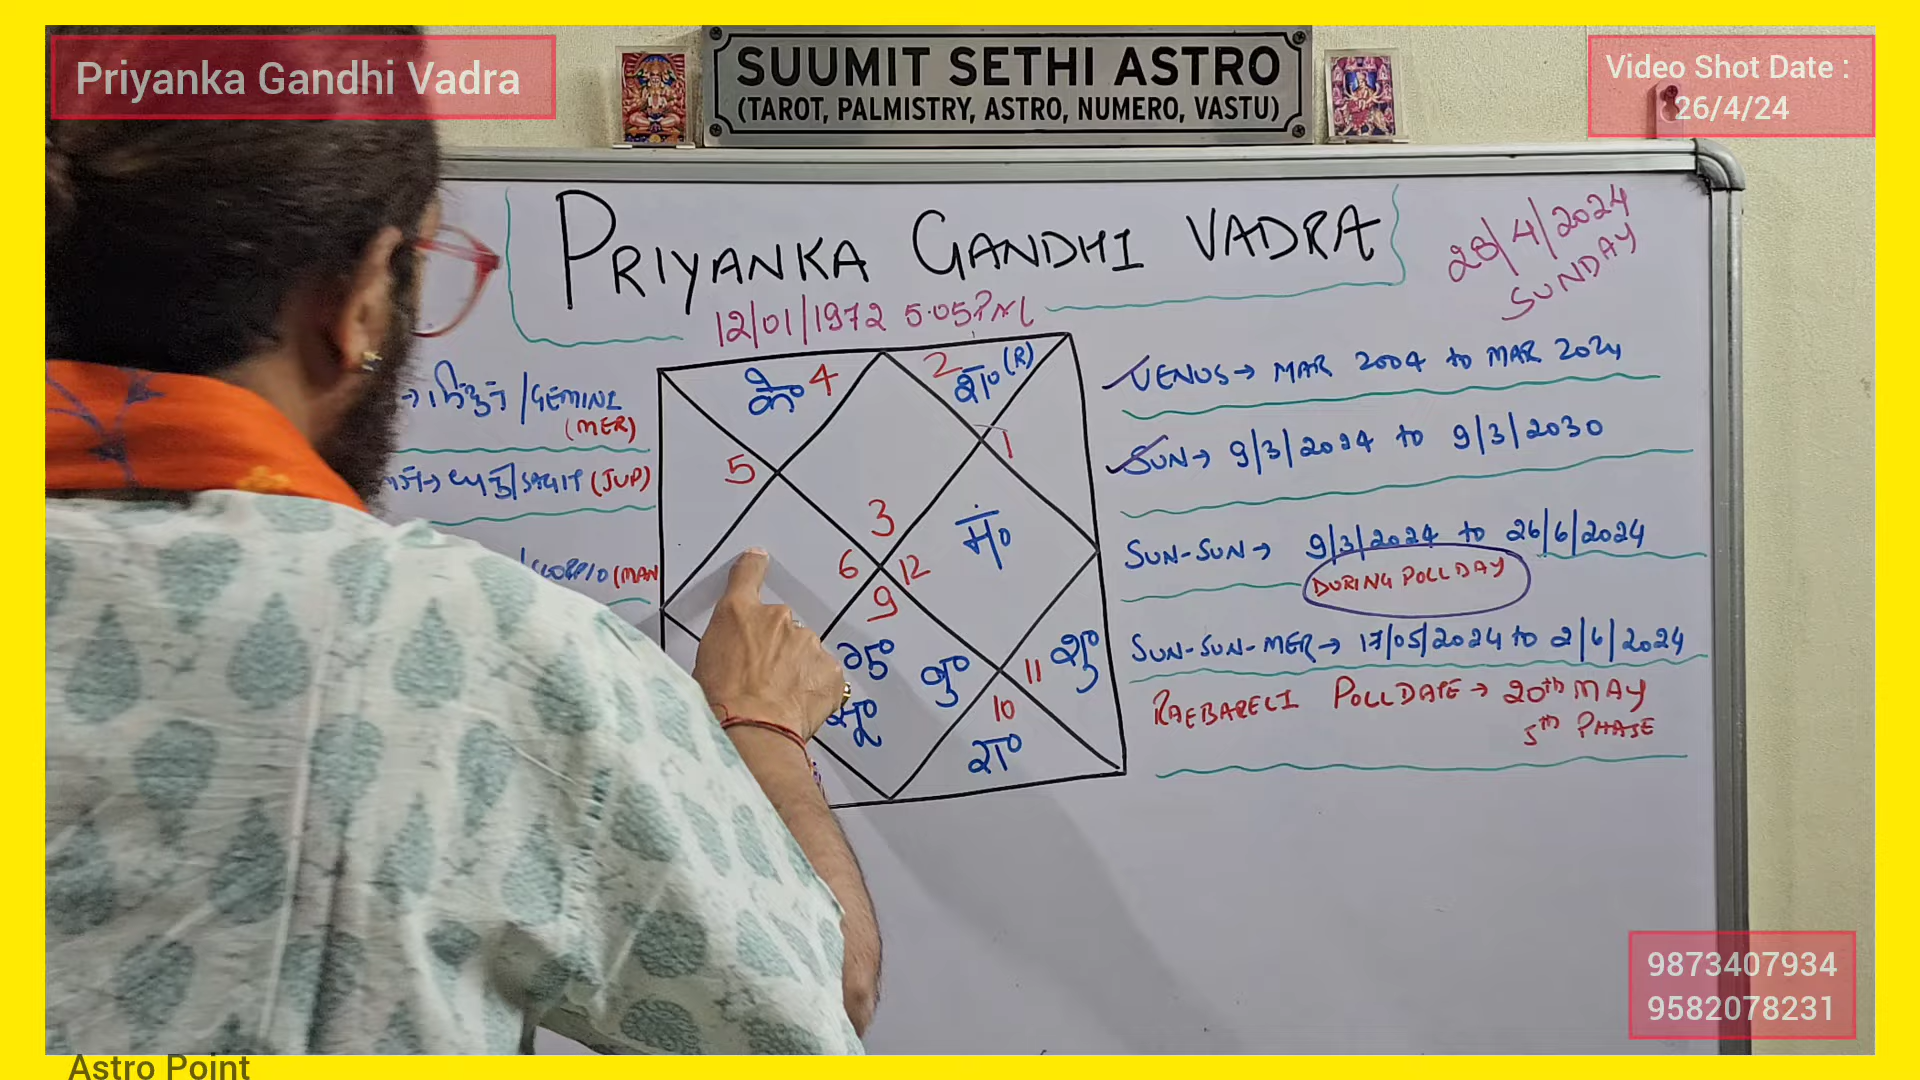 Priyanka Gandhi Vadra
SUUMIT SETHI ASTRO
(TAROT, PALMISTRY, ASTRO, NUMERO, VASTU)
Video Shot Date :
26/4/24
PRIYANKA GANDHI VADRA
28/4/2024
SUNDAY
12/01/1972 5.05PM
के० 4
2
श०(R)
1
5
3
मं०
6
12
9
गु०
सू०
बु०
11
शु०
10
रा०
/GEMINI
(MER)
धनु/SAGIT (JUP)
(MAN
VENUS→ MAR 2004 to MAR 2024
SUN→ 9/3/2024 to 9/3/2030
SUN-SUN→ 9/3/2024 to 26/6/2024
DURING POLL DAY
SUN-SUN-MER→ 17/05/2024 to 2/6/2024
RAEBARELI POLL DATE→ 20th MAY
5th PHASE
9873407934
9582078231
Astro Point